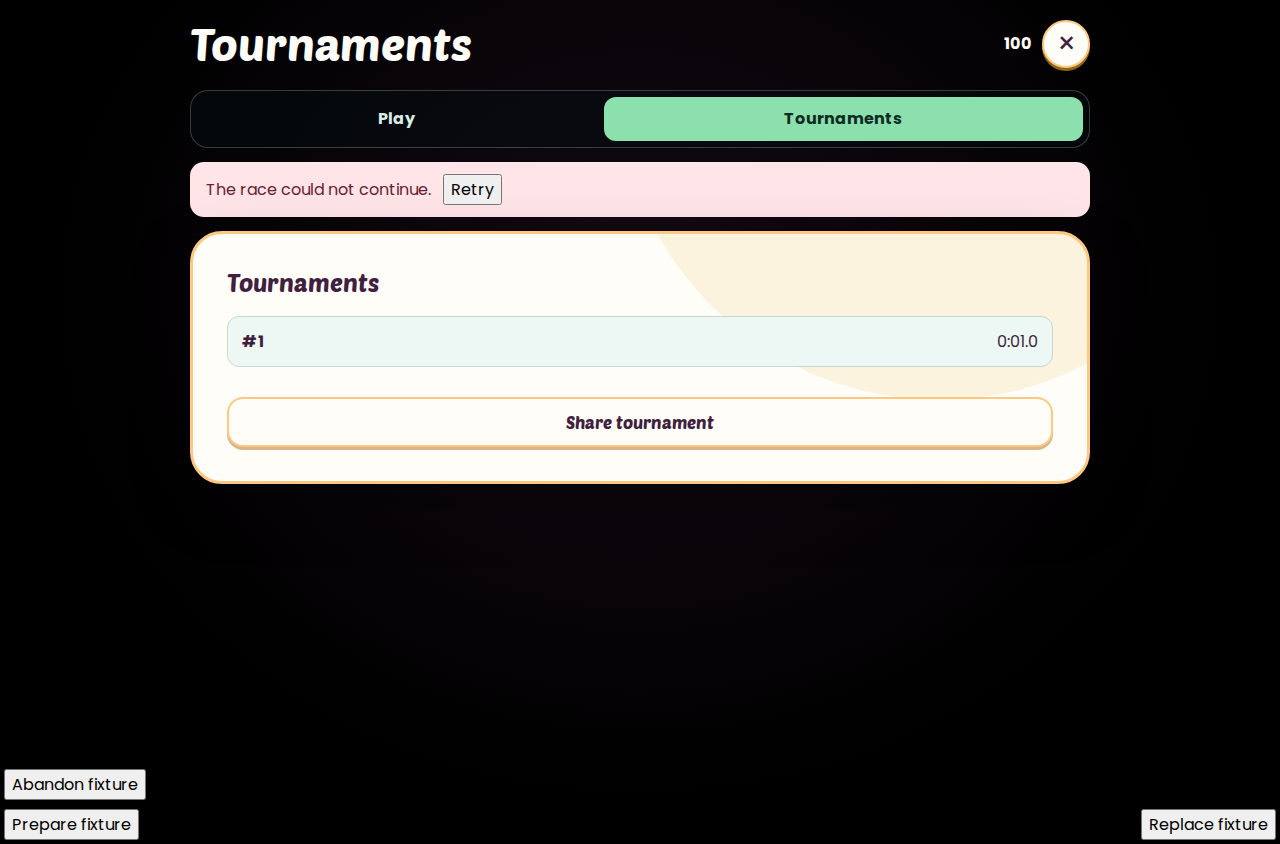 Tournaments
100 ×
Play
Tournaments
The race could not continue. Retry
Tournaments
#1 0:01.0
Share tournament
Abandon fixture
Prepare fixture
Replace fixture